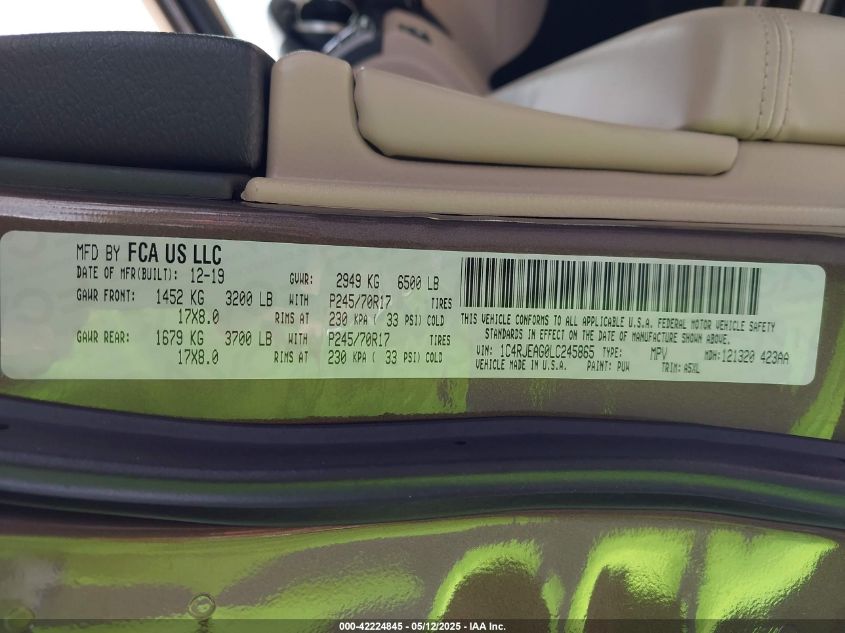 MFD BY FCA US LLC
DATE OF MFR(BUILT): 12-19 GVWR: 2949 KG 6500 LB
GAWR FRONT: 1452 KG 3200 LB WITH P245/70R17 TIRES
17X8.0 RIMS AT 230 KPA ( 33 PSI) COLD
GAWR REAR: 1679 KG 3700 LB WITH P245/70R17 TIRES
17X8.0 RIMS AT 230 KPA ( 33 PSI) COLD
THIS VEHICLE CONFORMS TO ALL APPLICABLE U.S.A. FEDERAL MOTOR VEHICLE SAFETY
STANDARDS IN EFFECT ON THE DATE OF MANUFACTURE SHOWN ABOVE.
VIN: 1C4RJEAG0LC245865 TYPE: MPV MDH: 121320 423AA
VEHICLE MADE IN U.S.A. PAINT: PUW TRIM: A5XL
000-42224845 - 05/12/2025 - IAA Inc.